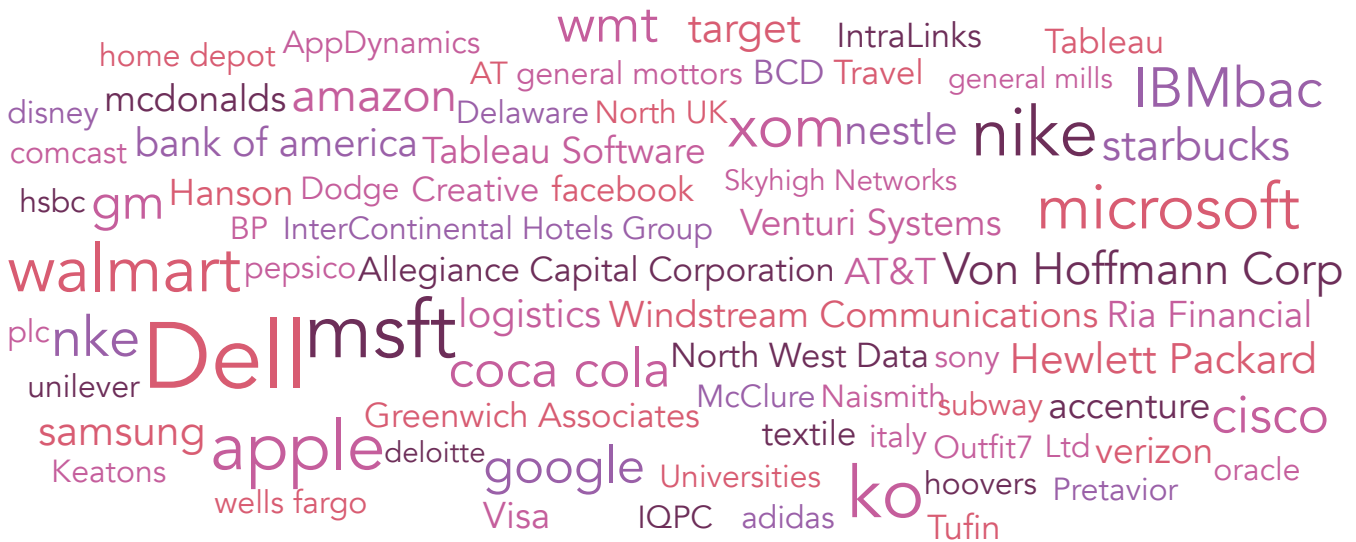 wmt target IntraLinks Tableau
home depot AppDynamics
AT general mottors BCD Travel general mills IBMbac
disney mcdonalds amazon Delaware North UK xom nestle nike starbucks
comcast bank of america Tableau Software
hsbc gm Hanson Dodge Creative facebook Skyhigh Networks microsoft
BP InterContinental Hotels Group Venturi Systems
walmart pepsico Allegiance Capital Corporation AT&T Von Hoffmann Corp
plc nke Dell msft logistics Windstream Communications Ria Financial
unilever coca cola North West Data sony Hewlett Packard
McClure Naismith subway accenture cisco
samsung apple Greenwich Associates textile italy Outfit7 Ltd verizon
Keatons deloitte google Universities ko hoovers Pretavior oracle
wells fargo Visa IQPC adidas Tufin